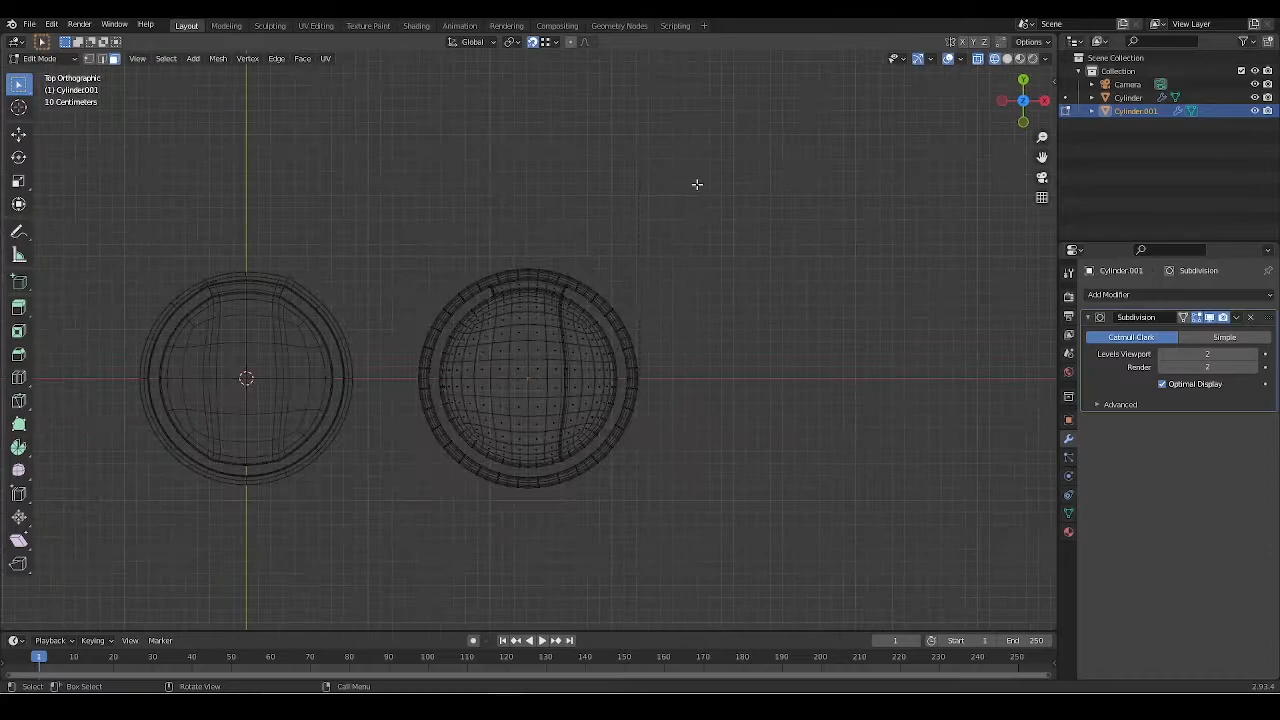 File Edit Render Window Help Layout Modeling Sculpting UV Editing Texture Paint Shading Animation Rendering Compositing Geometry Nodes Scripting + Scene View Layer
Global X Y Z Options
Edit Mode View Select Add Mesh Vertex Edge Face UV
Top Orthographic
(1) Cylinder.001
10 Centimeters
Y
Z X
Scene Collection
Collection
Camera
Cylinder
Cylinder.001
Cylinder.001 Subdivision
Add Modifier
Subdivision
Catmull Clark Simple
Levels Viewport 2
Render 2
Optimal Display
Advanced
Playback Keying View Marker 1 Start 1 End 250
1 10 20 30 40 50 60 70 80 90 100 110 120 130 140 150 160 170 180 190 200 210 220 230 240 250
Select Box Select Rotate View Call Menu 2.93.4